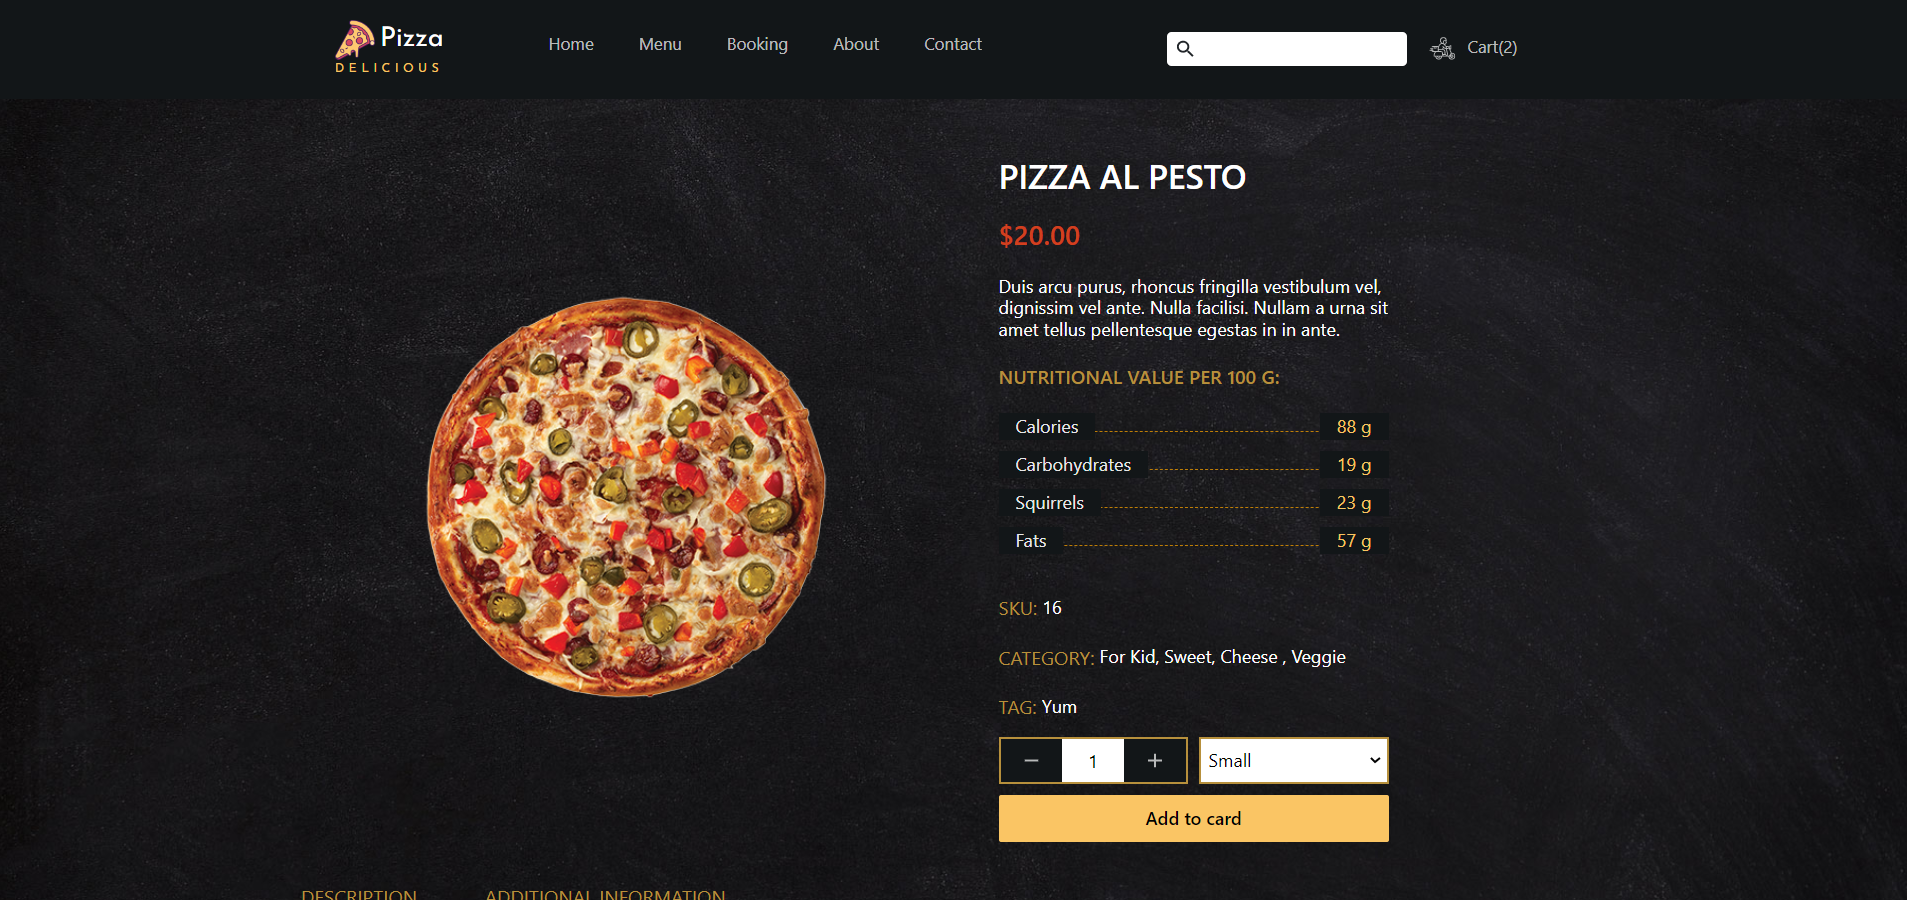 Pizza
DELICIOUS
Home
Menu
Booking
About
Contact
Cart(2)
PIZZA AL PESTO
$20.00
Duis arcu purus, rhoncus fringilla vestibulum vel,
dignissim vel ante. Nulla facilisi. Nullam a urna sit
amet tellus pellentesque egestas in in ante.
NUTRITIONAL VALUE PER 100 G:
Calories 88 g
Carbohydrates 19 g
Squirrels 23 g
Fats 57 g
SKU: 16
CATEGORY: For Kid, Sweet, Cheese , Veggie
TAG: Yum
− 1 + Small
Add to card
DESCRIPTION ADDITIONAL INFORMATION